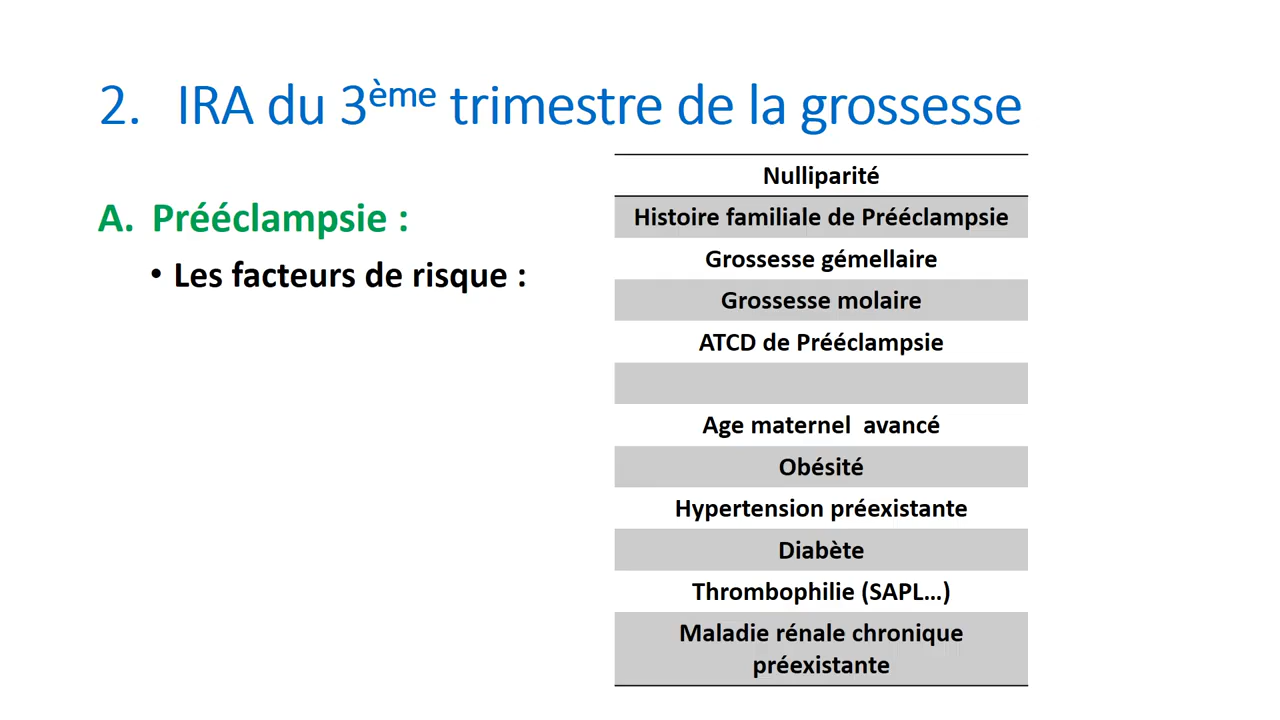 2. IRA du 3ème trimestre de la grossesse
A. Prééclampsie :
• Les facteurs de risque :
Nulliparité
Histoire familiale de Prééclampsie
Grossesse gémellaire
Grossesse molaire
ATCD de Prééclampsie
Age maternel avancé
Obésité
Hypertension préexistante
Diabète
Thrombophilie (SAPL…)
Maladie rénale chronique
préexistante